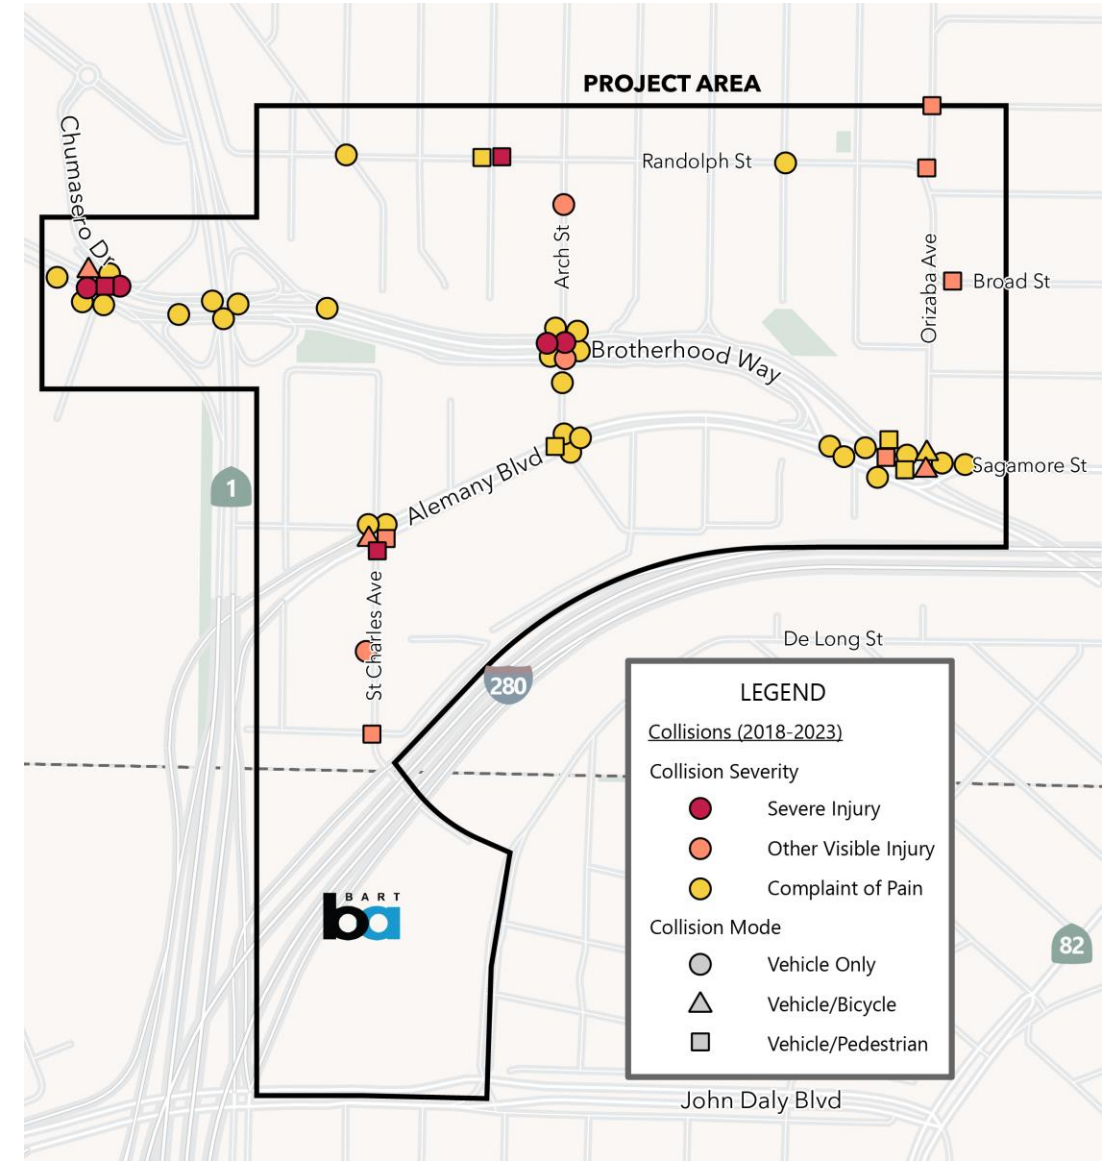 PROJECT AREA
Chumasero Dr
Randolph St
Arch St
Orizaba Ave
Broad St
Brotherhood Way
Alemany Blvd
Sagamore St
1
St Charles Ave
280
De Long St
LEGEND
Collisions (2018-2023)
Collision Severity
Severe Injury
Other Visible Injury
Complaint of Pain
Collision Mode
Vehicle Only
Vehicle/Bicycle
Vehicle/Pedestrian
BART
ba
82
John Daly Blvd